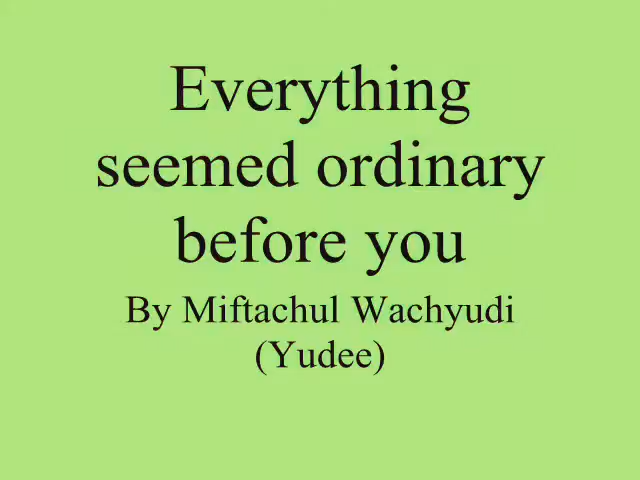 Everything
seemed ordinary
before you
By Miftachul Wachyudi
(Yudee)